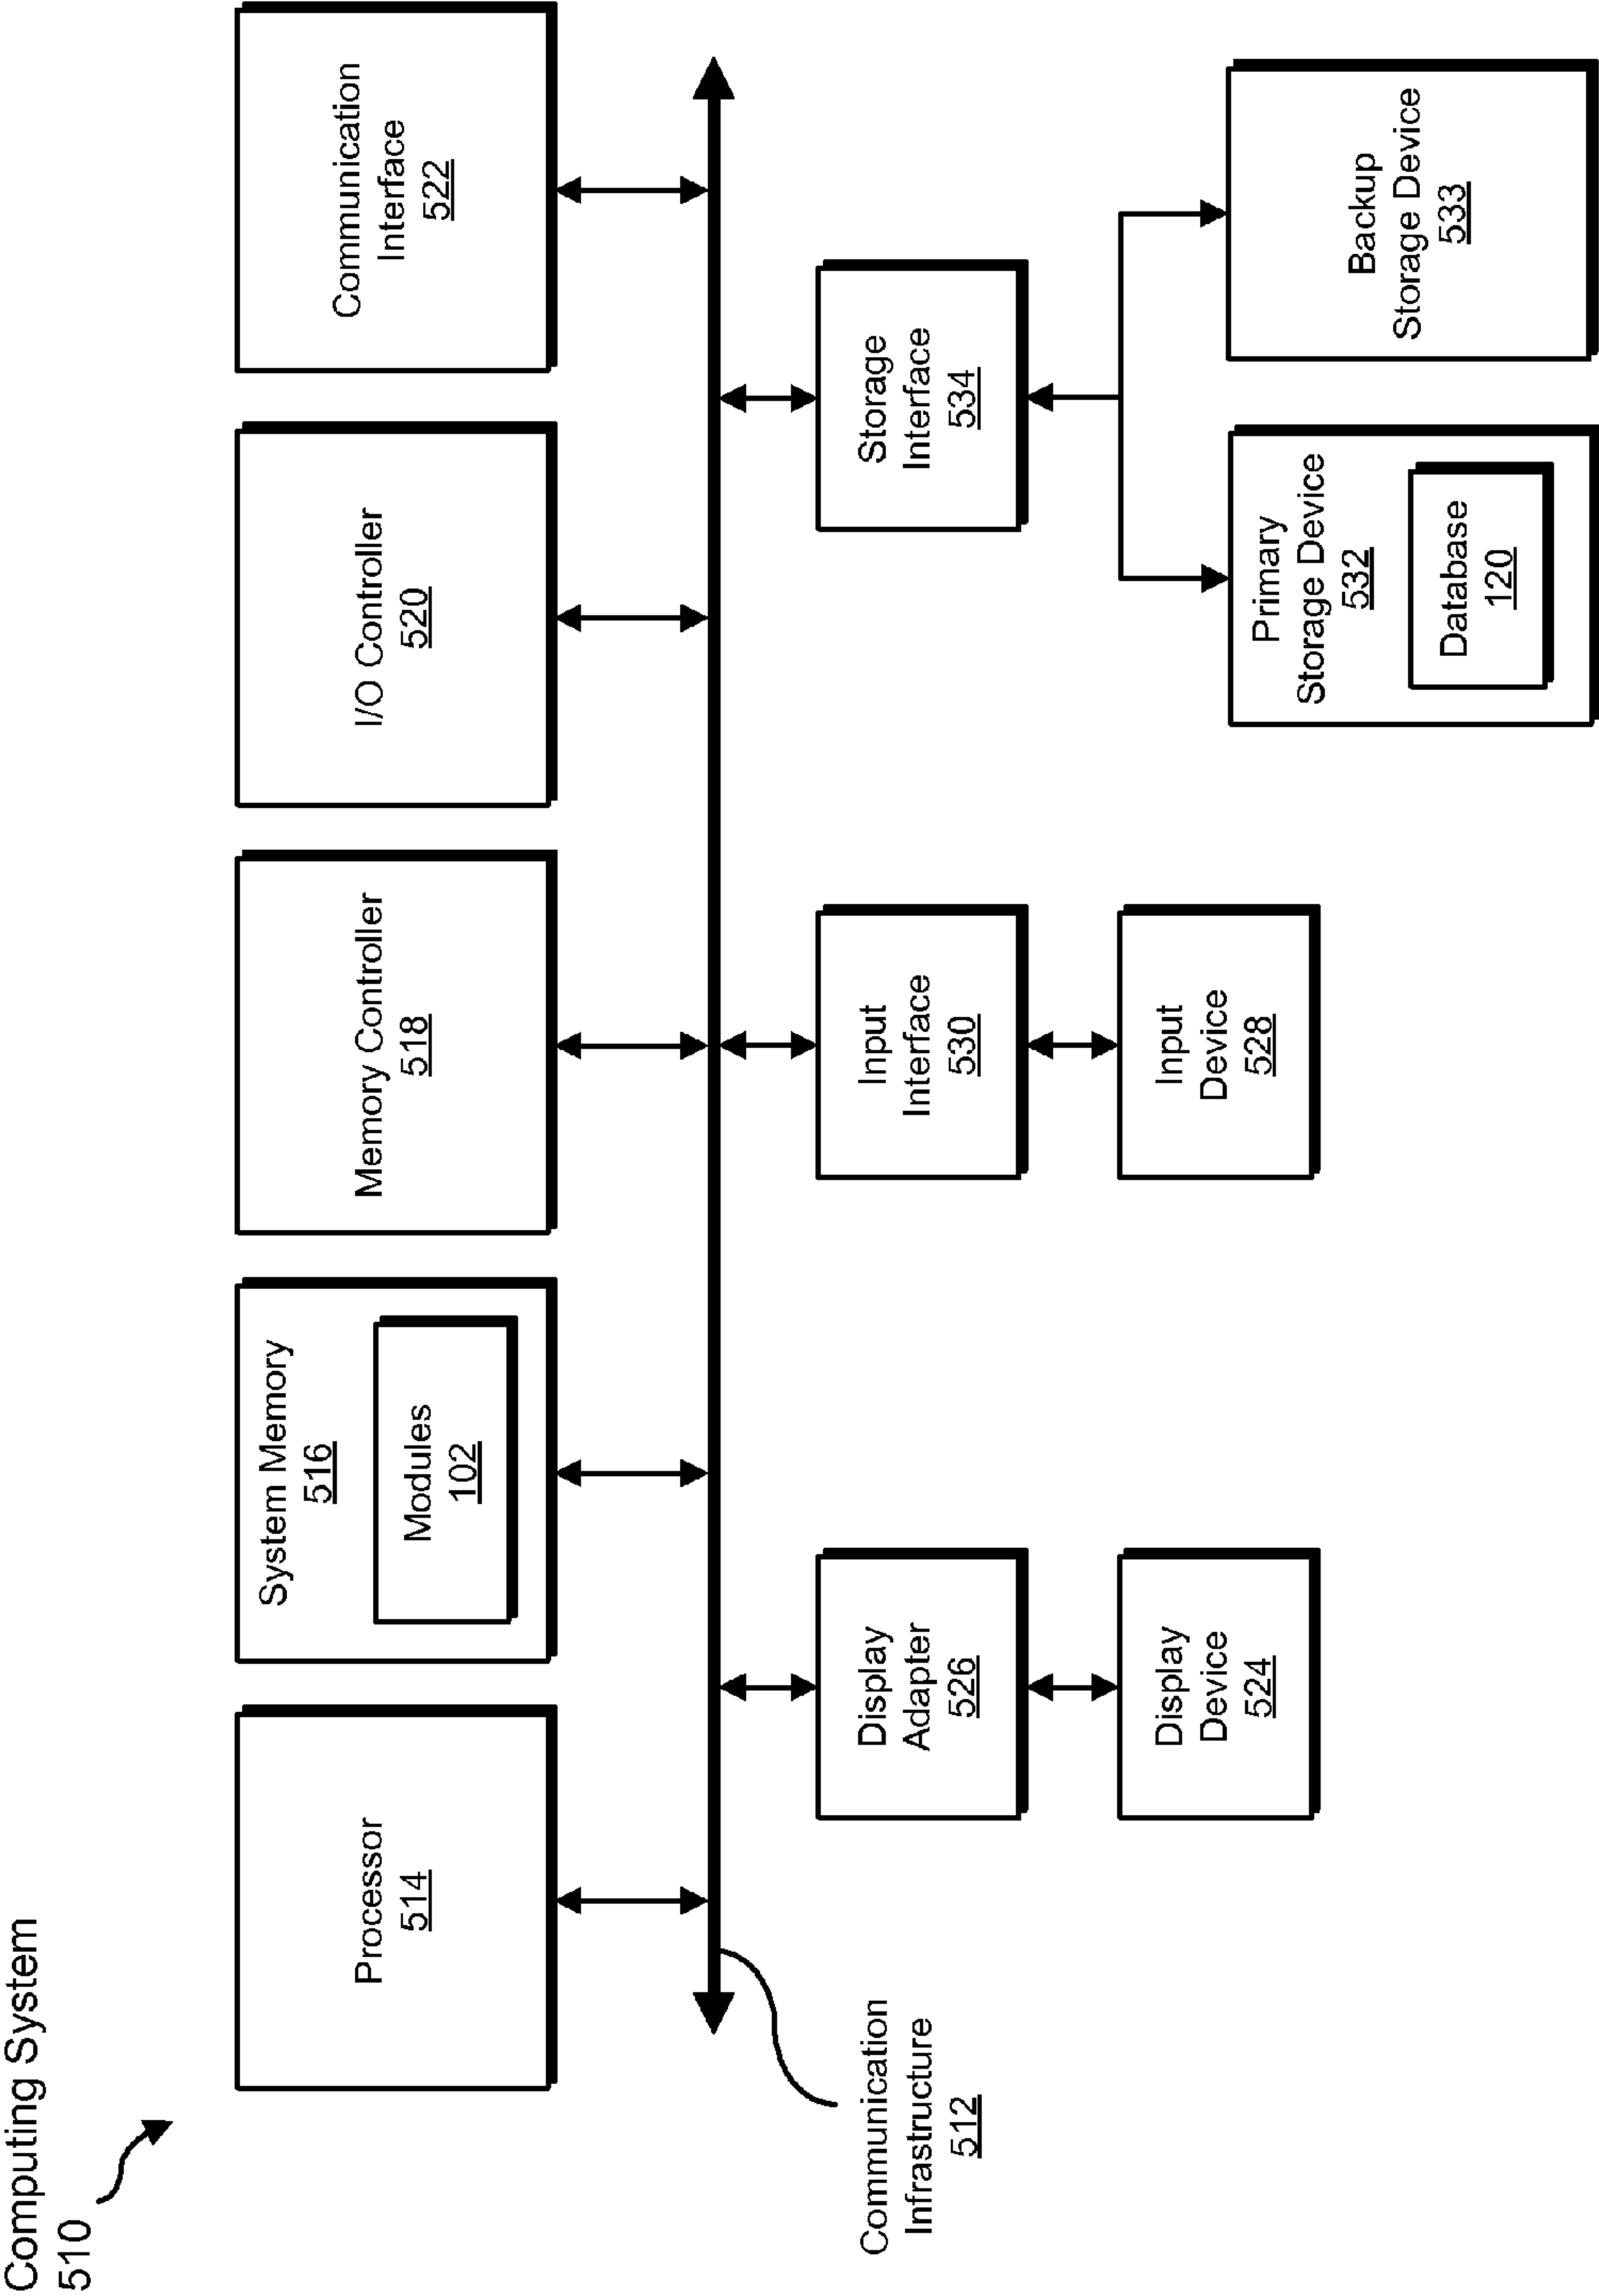 Computing System
510
Processor
514
System Memory
516
Modules
102
Memory Controller
518
I/O Controller
520
Communication
Interface
522
Communication
Infrastructure
512
Display
Adapter
526
Input
Interface
530
Storage
Interface
534
Display
Device
524
Input
Device
528
Primary
Storage Device
532
Database
120
Backup
Storage Device
533